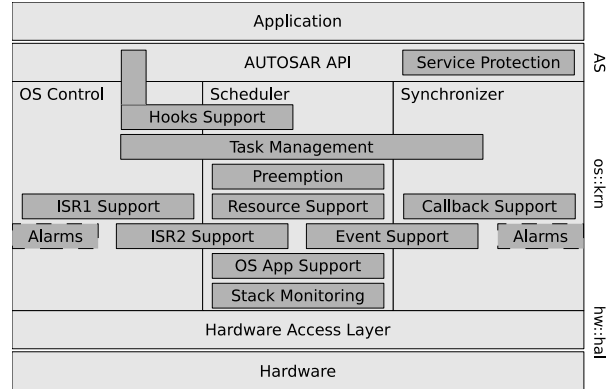 Application
AUTOSAR API
Service Protection
AS
OS Control
Scheduler
Synchronizer
Hooks Support
Task Management
Preemption
os::krn
ISR1 Support
Resource Support
Callback Support
Alarms
ISR2 Support
Event Support
Alarms
OS App Support
Stack Monitoring
Hardware Access Layer
hw::hal
Hardware